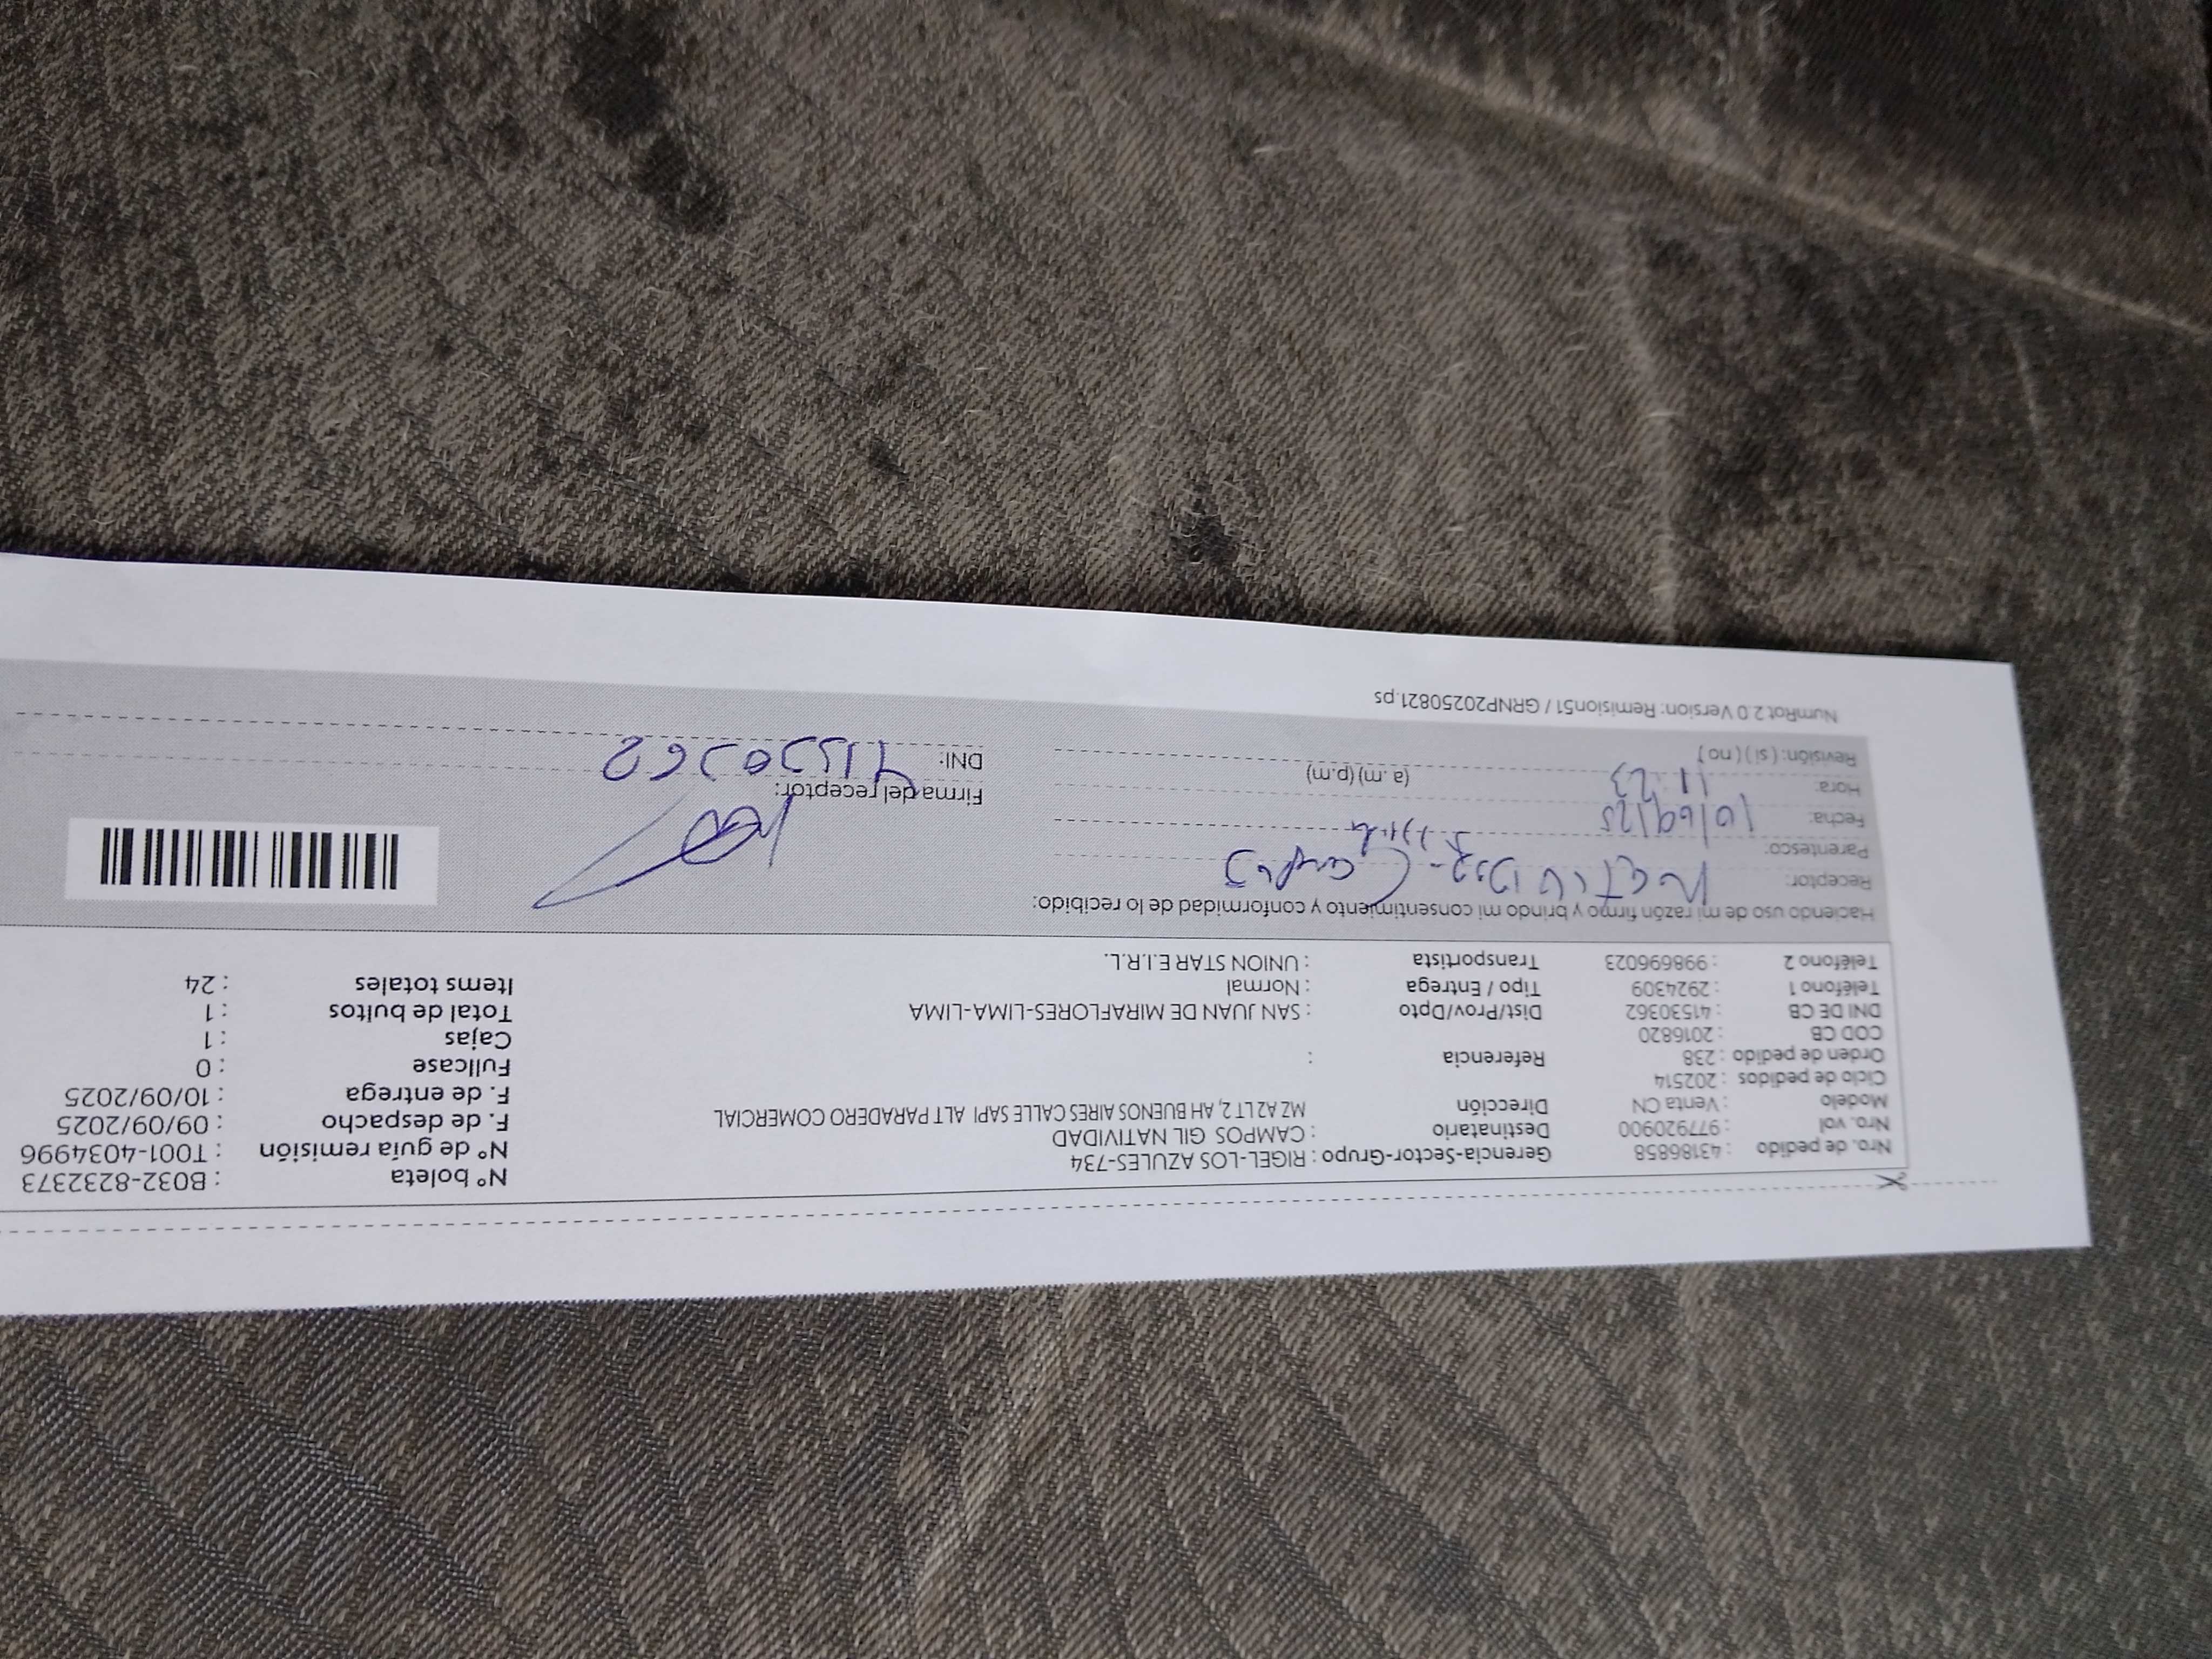 Nro. de pedido : 43186858 Gerencia-Sector-Grupo : RIGEL-LOS AZULES-734 N° boleta : B032-8232373
Nro. vol : 977920900 Destinatario : CAMPOS GIL NATIVIDAD N° de guía remisión : T001-4034996
Modelo : Venta CN Dirección MZ A2 LT 2, AH BUENOS AIRES CALLE SAPI ALT PARADERO COMERCIAL F. de despacho : 09/09/2025
Ciclo de pedidos : 202514 F. de entrega : 10/09/2025
Orden de pedido : 238 Referencia : Fullcase : 0
COD CB : 2016820 Cajas : 1
DNI DE CB : 41530362 Dist/Prov/Dpto : SAN JUAN DE MIRAFLORES-LIMA-LIMA Total de bultos : 1
Teléfono 1 : 2924309 Tipo / Entrega : Normal Items totales : 24
Teléfono 2 : 998696023 Transportista : UNION STAR E.I.R.L.
Haciendo uso de mi razón firmo y brindo mi consentimiento y conformidad de lo recibido:
Receptor: Campos
Parentesco:
Fecha: 10/09/25 Firma del receptor:
Hora: 11:23 (a.m) (p.m) DNI: 41530362
Revisión: ( si ) ( no )
NumRot 2.0 Version: Remision51 / GRNP20250821.ps